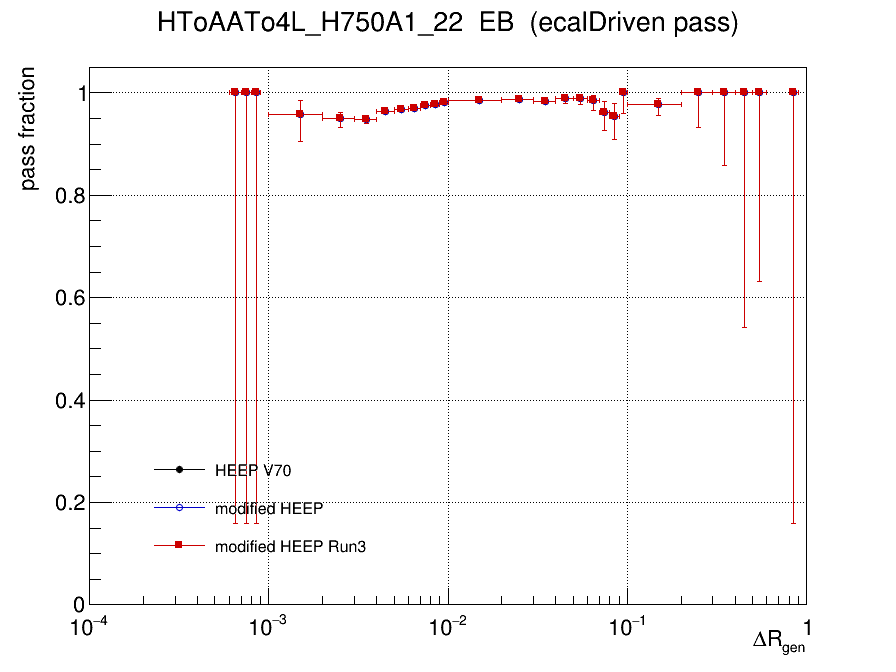 HToAATo4L_H750A1_22 EB (ecalDriven pass)
pass fraction
1
0.8
0.6
0.4
0.2
0
HEEP V70
modified HEEP
modified HEEP Run3
10⁻⁴ 10⁻³ 10⁻² 10⁻¹ 1
ΔR_gen